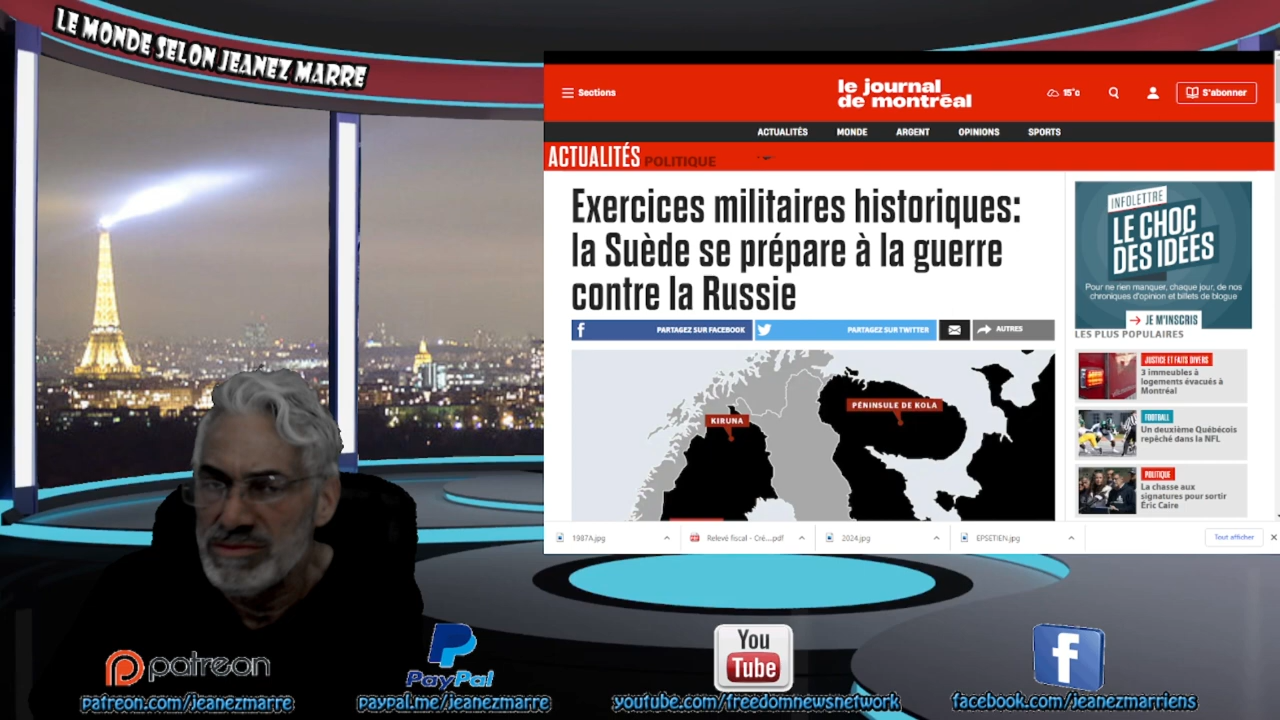 LE MONDE SELON JEANEZ MARRE
Sections
le journal
de montréal
15°C
S'abonner
ACTUALITÉS MONDE ARGENT OPINIONS SPORTS
ACTUALITÉS POLITIQUE
Exercices militaires historiques:
la Suède se prépare à la guerre
contre la Russie
PARTAGEZ SUR FACEBOOK
PARTAGEZ SUR TWITTER
AUTRES
KIRUNA
PÉNINSULE DE KOLA
INFOLETTRE
LE CHOC
DES IDÉES
Pour ne rien manquer, chaque jour, de nos
chroniques d'opinion et billets de blogue
→ JE M'INSCRIS
LES PLUS POPULAIRES
JUSTICE ET FAITS DIVERS
3 immeubles à
logements évacués à
Montréal
FOOTBALL
Un deuxième Québécois
repêché dans la NFL
POLITIQUE
La chasse aux
signatures pour sortir
Éric Caire
1987A.jpg
Relevé fiscal - Cré....pdf
2024.jpg
EPSETIEN.jpg
Tout afficher
patreon
patreon.com/jeanezmarre
PayPal
paypal.me/jeanezmarre
You
Tube
youtube.com/freedomnewsnetwork
f
facebook.com/jeanezmarriens